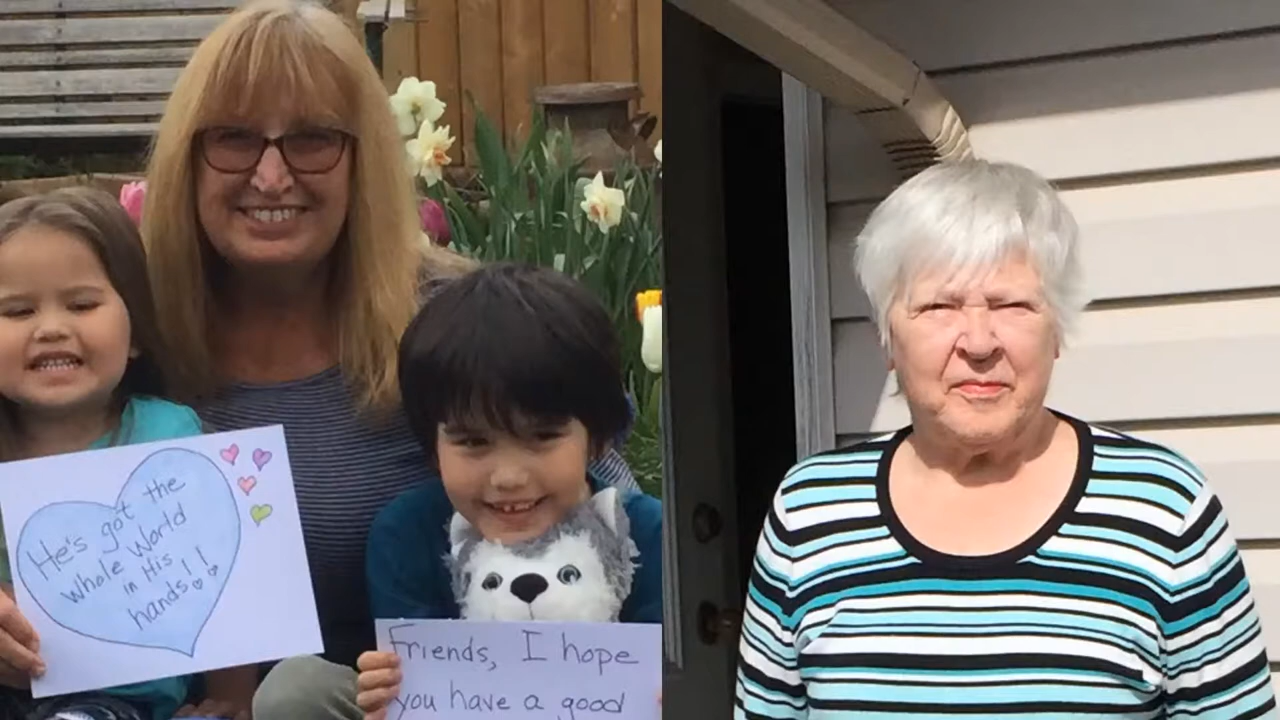 He's got the
whole World
in His
hands!!
Friends, I hope
you have a good